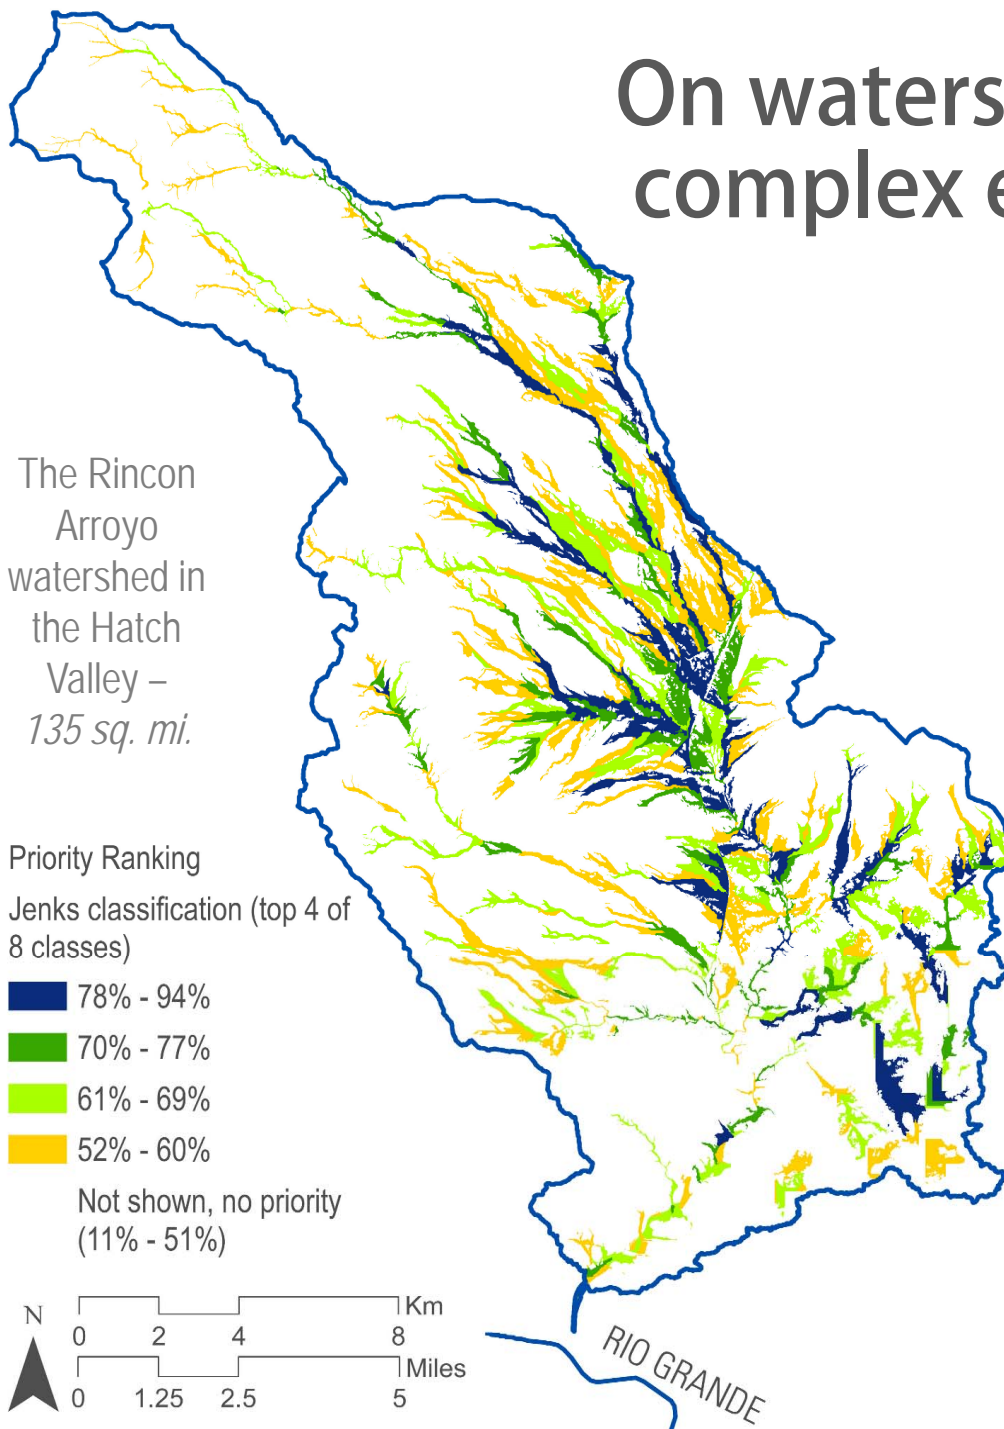 On waters
complex e
The Rincon
Arroyo
watershed in
the Hatch
Valley –
135 sq. mi.
Priority Ranking
Jenks classification (top 4 of
8 classes)
78% - 94%
70% - 77%
61% - 69%
52% - 60%
Not shown, no priority
(11% - 51%)
N
Km
0 2 4 8
Miles
0 1.25 2.5 5
RIO GRANDE